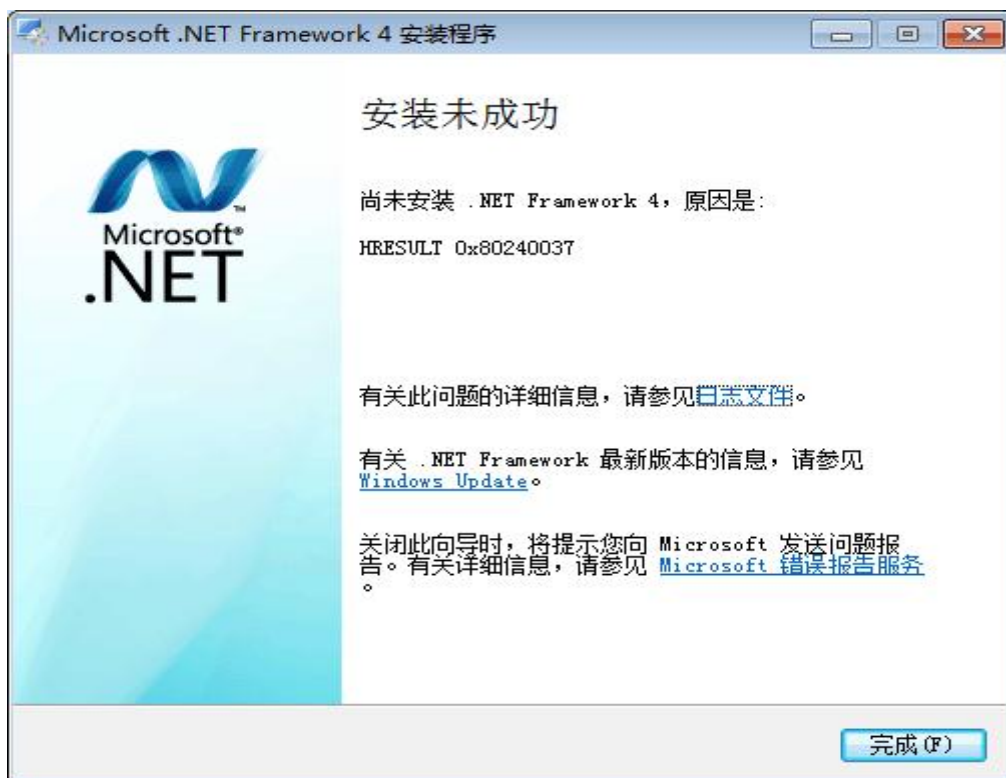 Microsoft .NET Framework 4 安装程序
安装未成功
Microsoft®
.NET™
尚未安装 .NET Framework 4，原因是:
HRESULT 0x80240037
有关此问题的详细信息，请参见日志文件。
有关 .NET Framework 最新版本的信息，请参见
Windows Update。
关闭此向导时，将提示您向 Microsoft 发送问题报
告。有关详细信息，请参见 Microsoft 错误报告服务
。
完成(F)